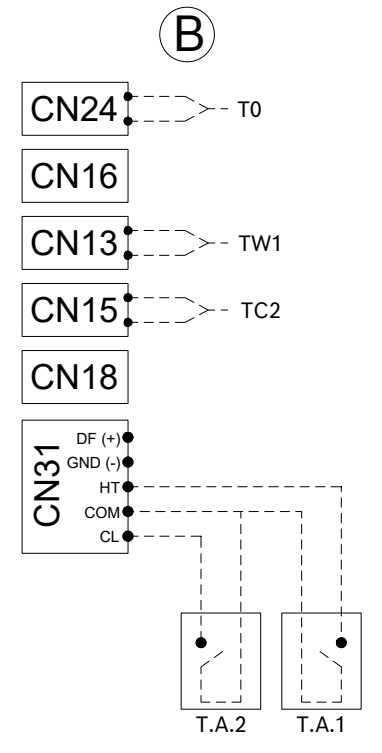 B
CN24 T0
CN16
CN13 TW1
CN15 TC2
CN18
CN31
DF (+)
GND (-)
HT
COM
CL
T.A.2 T.A.1